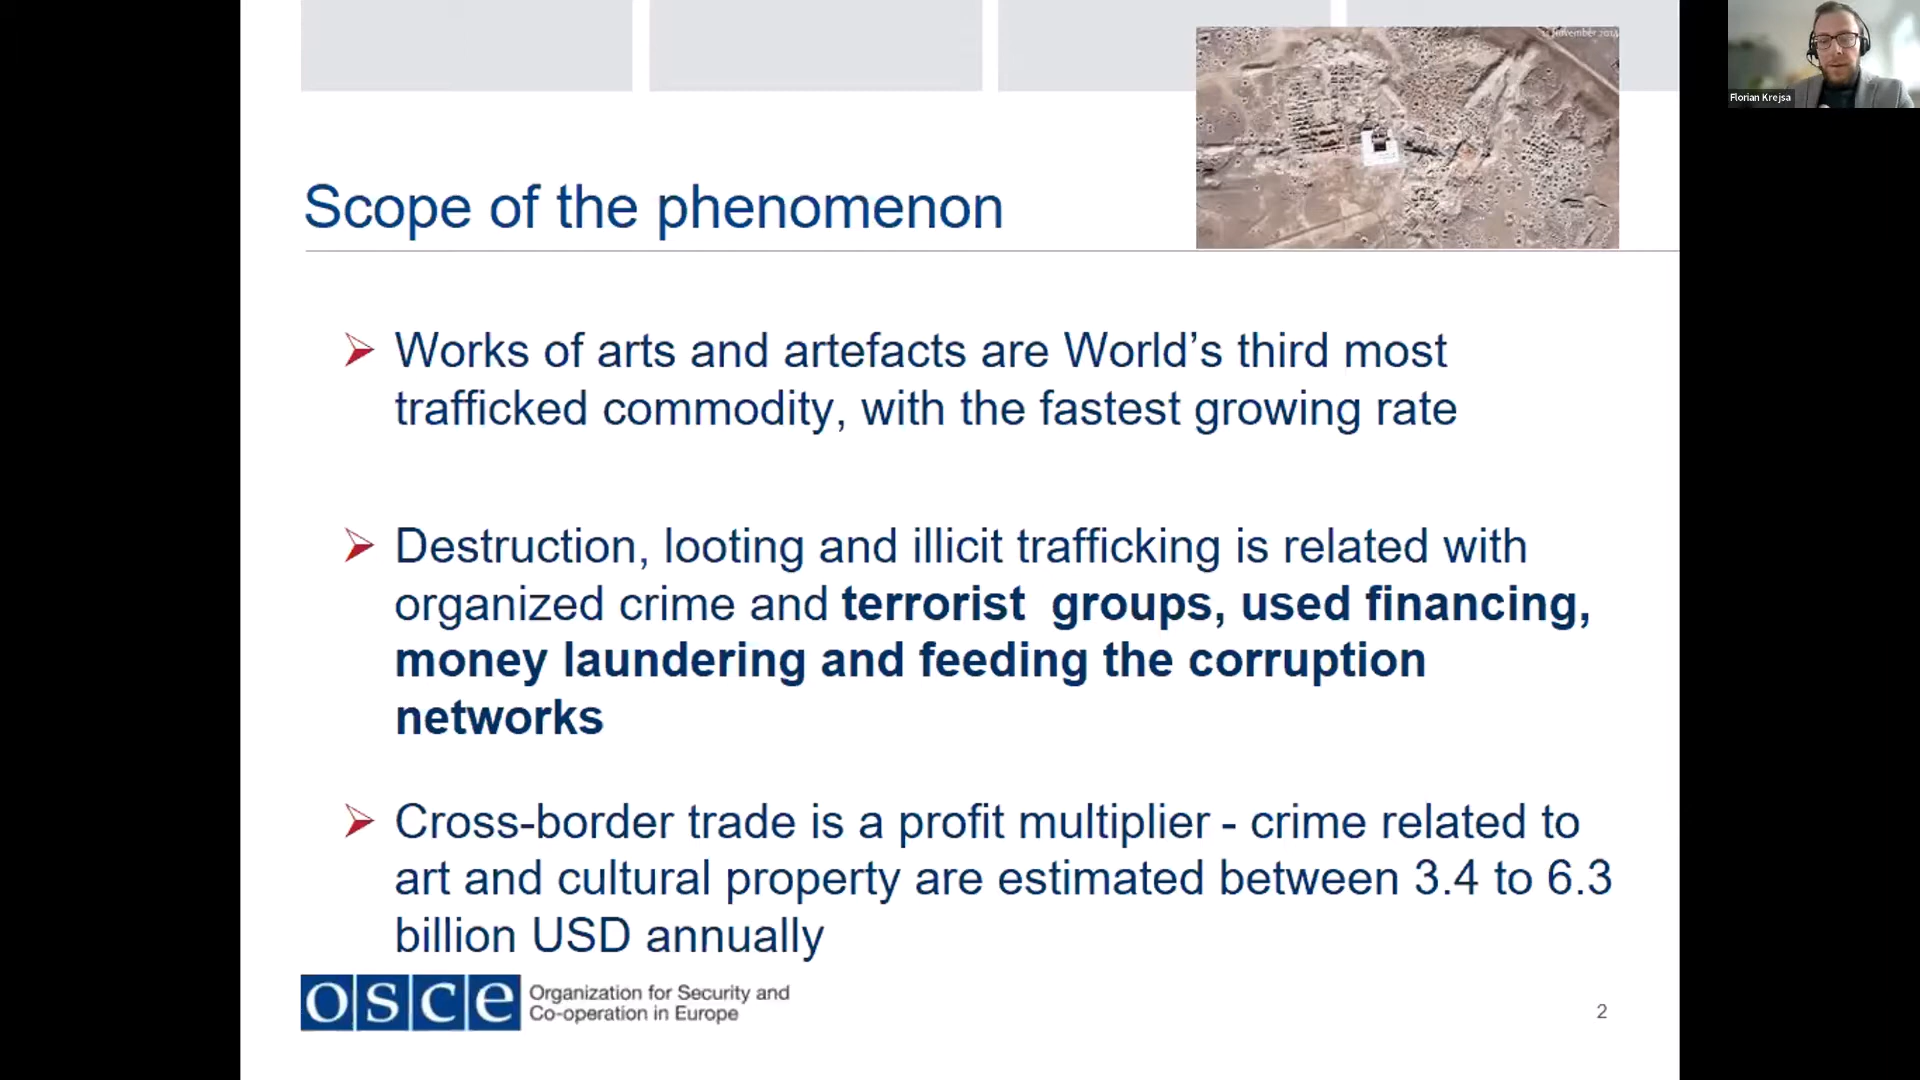 11 November 2014
Florian Krejsa
Scope of the phenomenon
Works of arts and artefacts are World’s third most
trafficked commodity, with the fastest growing rate
Destruction, looting and illicit trafficking is related with
organized crime and terrorist groups, used financing,
money laundering and feeding the corruption
networks
Cross-border trade is a profit multiplier - crime related to
art and cultural property are estimated between 3.4 to 6.3
billion USD annually
osce
Organization for Security and
Co-operation in Europe
2